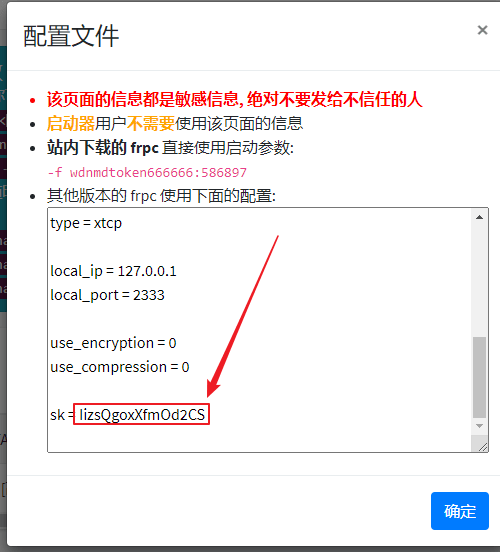 配置文件
×
该页面的信息都是敏感信息, 绝对不要发给不信任的人
启动器用户不需要使用该页面的信息
站内下载的 frpc 直接使用启动参数:
-f wdnmdtoken666666:586897
其他版本的 frpc 使用下面的配置:
type = xtcp
local_ip = 127.0.0.1
local_port = 2333
use_encryption = 0
use_compression = 0
sk = IizsQgoxXfmOd2CS
确定